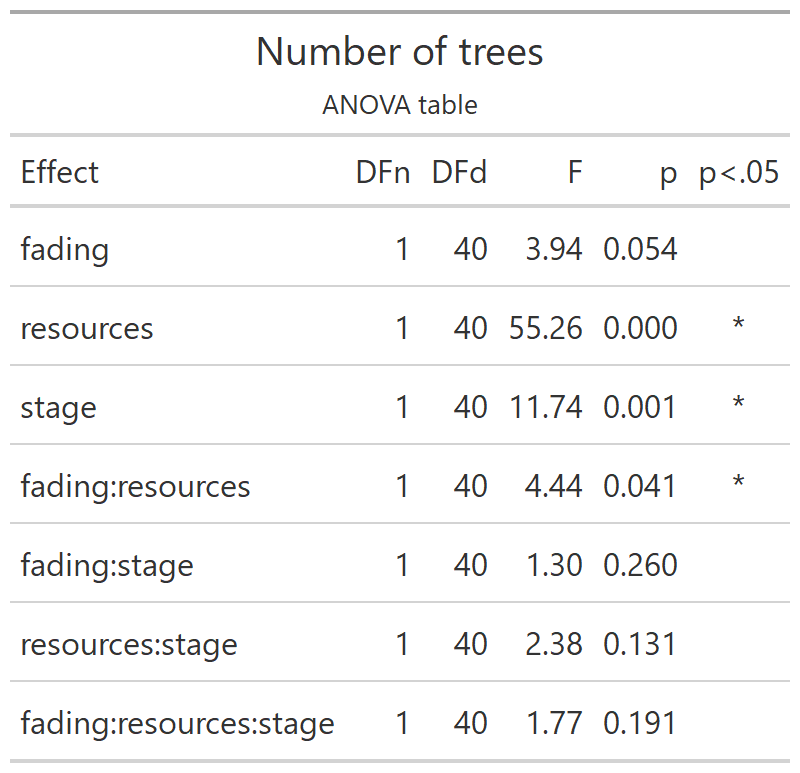 Number of trees
ANOVA table
Effect DFn DFd F p p<.05
fading 1 40 3.94 0.054
resources 1 40 55.26 0.000 *
stage 1 40 11.74 0.001 *
fading:resources 1 40 4.44 0.041 *
fading:stage 1 40 1.30 0.260
resources:stage 1 40 2.38 0.131
fading:resources:stage 1 40 1.77 0.191